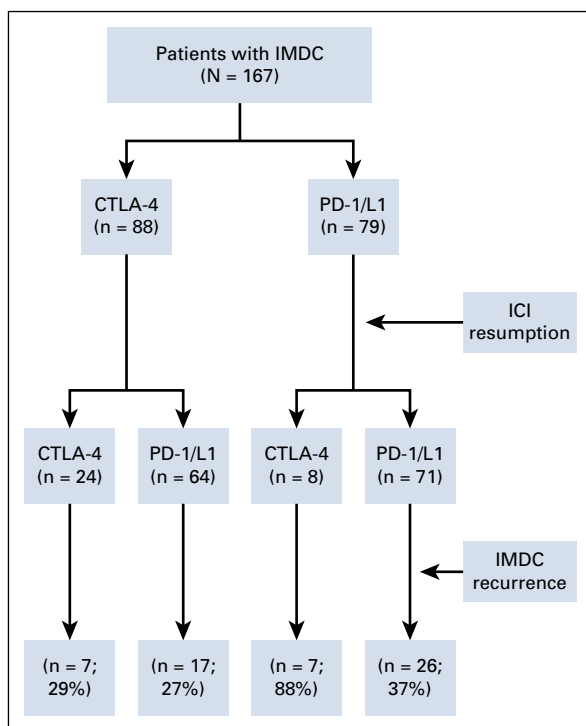 Patients with IMDC
(N = 167)
CTLA-4
(n = 88)
PD-1/L1
(n = 79)
ICI
resumption
CTLA-4
(n = 24)
PD-1/L1
(n = 64)
CTLA-4
(n = 8)
PD-1/L1
(n = 71)
IMDC
recurrence
(n = 7;
29%)
(n = 17;
27%)
(n = 7;
88%)
(n = 26;
37%)